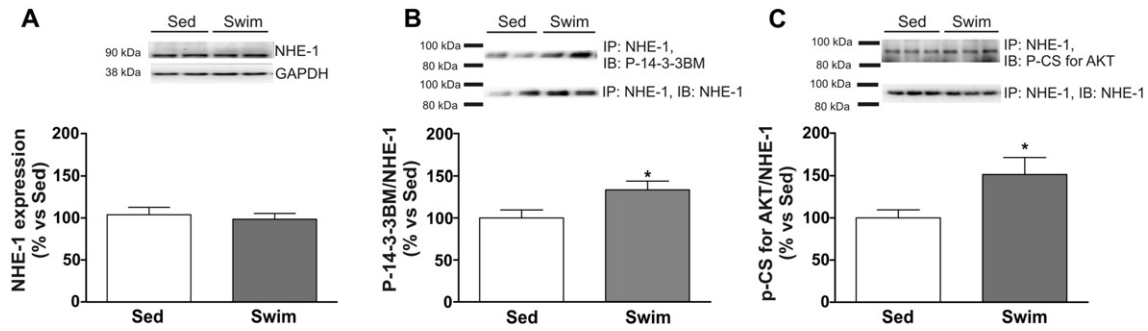 A
Sed Swim
90 kDa
NHE-1
38 kDa
GAPDH
NHE-1 expression
(% vs Sed)
200
150
100
50
0
Sed Swim
B
Sed Swim
100 kDa
80 kDa
IP: NHE-1,
IB: P-14-3-3BM
100 kDa
80 kDa
IP: NHE-1, IB: NHE-1
P-14-3-3BM/NHE-1
(% vs Sed)
200
150
100
50
0
*
Sed Swim
C
Sed Swim
100 kDa
80 kDa
IP: NHE-1,
IB: P-CS for AKT
100 kDa
80 kDa
IP: NHE-1, IB: NHE-1
p-CS for AKT/NHE-1
(% vs Sed)
200
150
100
50
0
*
Sed Swim